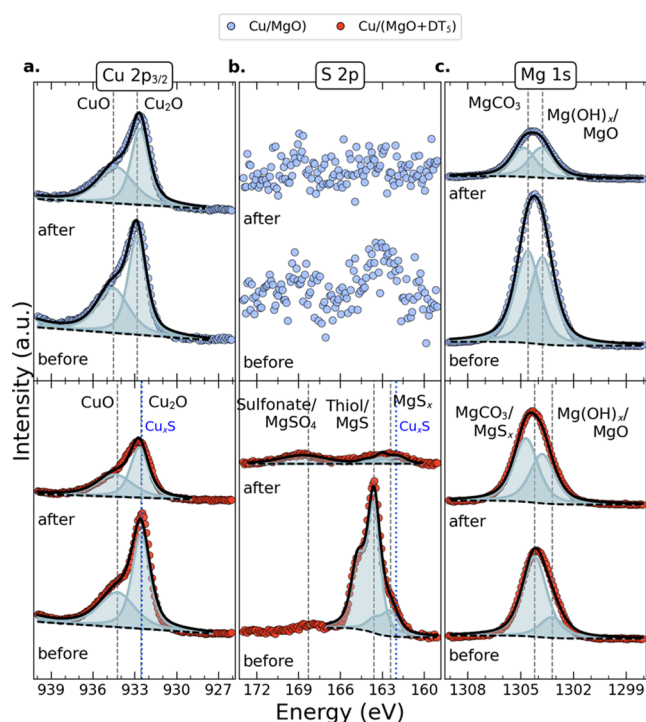 Cu/MgO) Cu/(MgO+DT₅)
a. Cu 2p₃/₂ b. S 2p c. Mg 1s
CuO Cu₂O MgCO₃ Mg(OH)ₓ/
MgO
after after after
before before before
Intensity (a.u.)
CuO Cu₂O Sulfonate/ Thiol/ MgSₓ MgCO₃/ Mg(OH)ₓ/
CuₓS MgSO₄ MgS CuₓS MgSₓ MgO
after after after
before before before
939 936 933 930 927 172 169 166 163 160 1308 1305 1302 1299
Energy (eV)